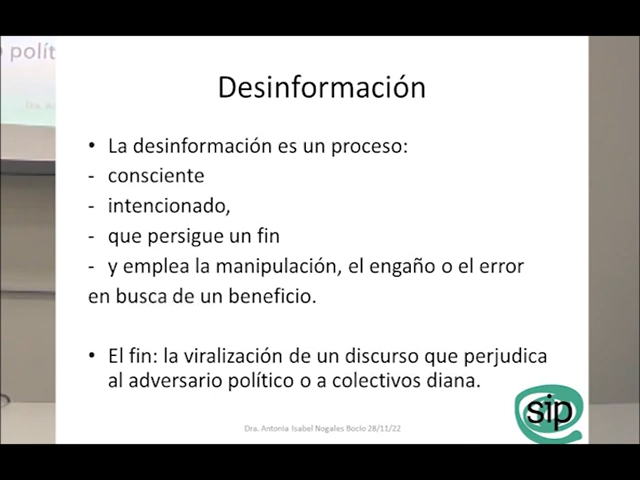 polít
Desinformación
• La desinformación es un proceso:
- consciente
- intencionado,
- que persigue un fin
- y emplea la manipulación, el engaño o el error
en busca de un beneficio.
• El fin: la viralización de un discurso que perjudica
al adversario político o a colectivos diana.
sip
Dra. Antonia Isabel Nogales Bocio 28/11/22